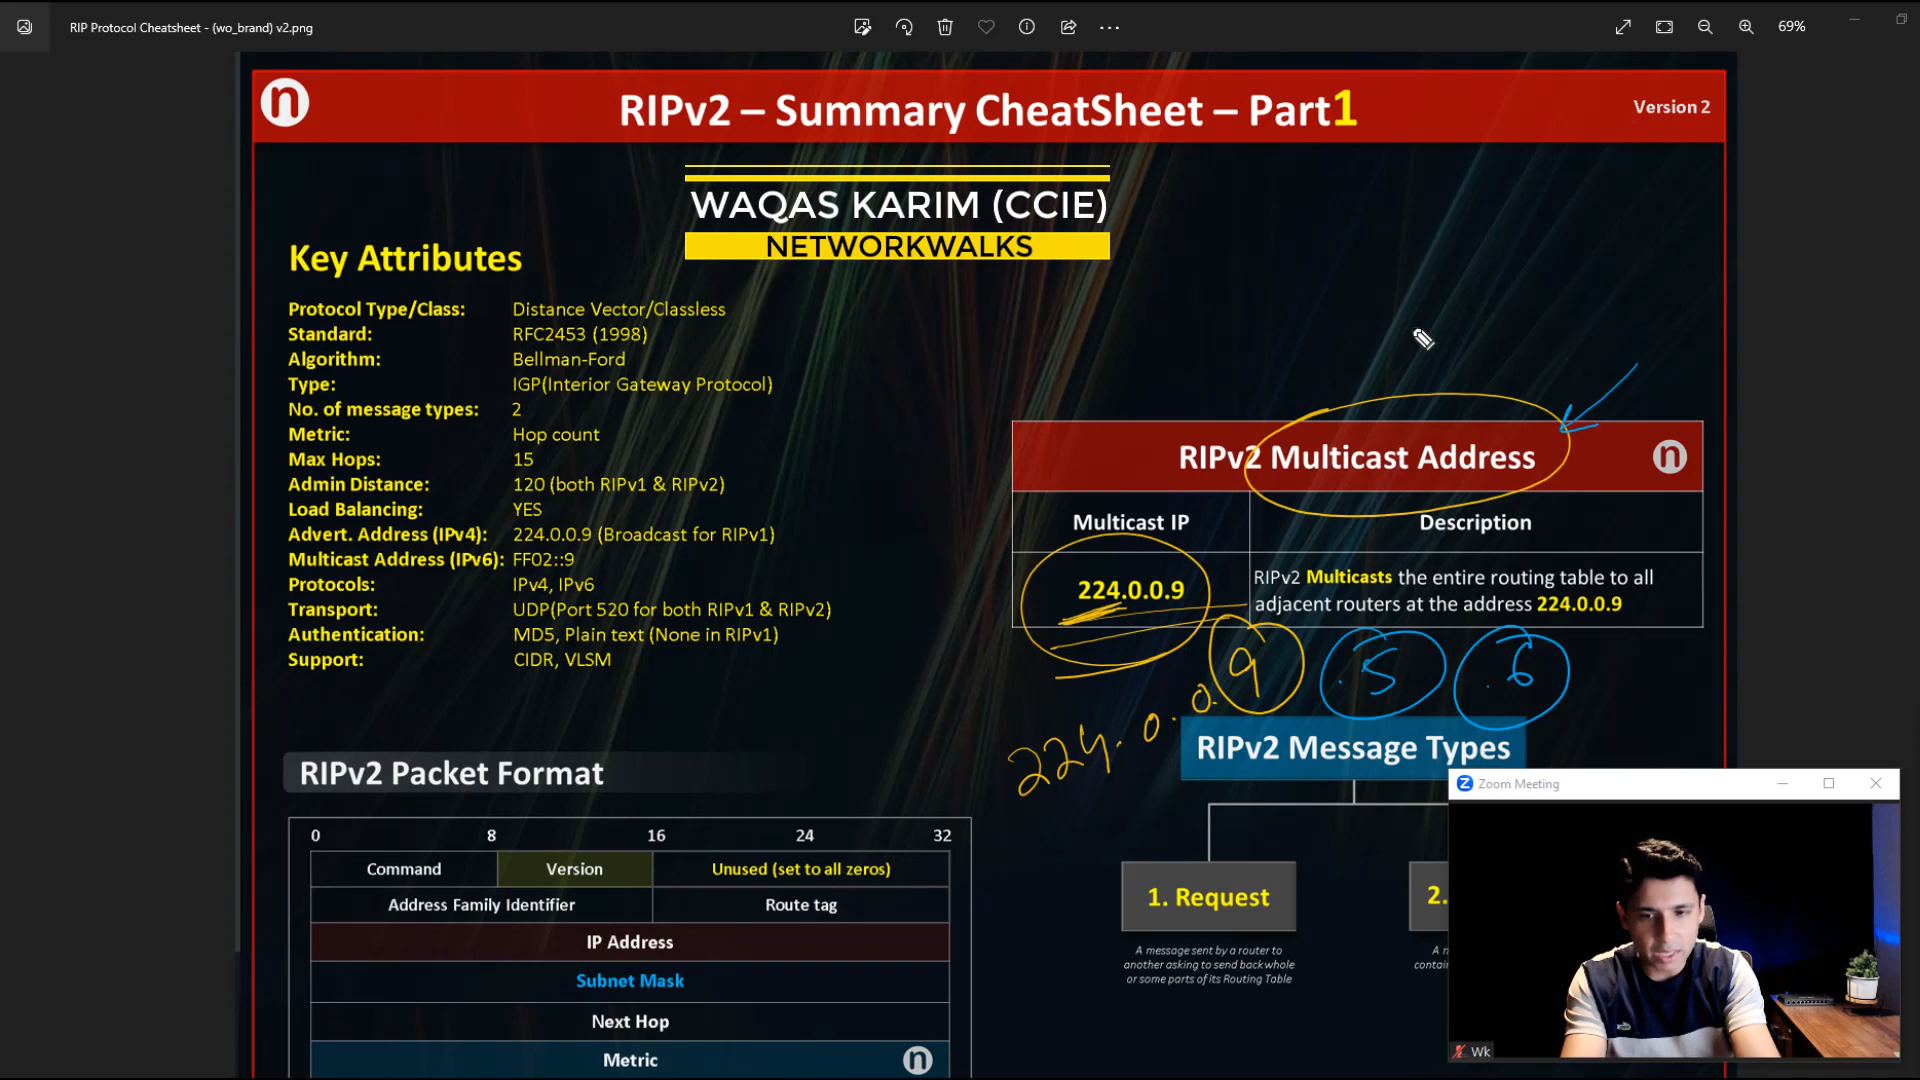 RIP Protocol Cheatsheet - (wo_brand) v2.png
69%
n
RIPv2 – Summary CheatSheet – Part1
Version 2
WAQAS KARIM (CCIE)
NETWORKWALKS
Key Attributes
Protocol Type/Class: Distance Vector/Classless
Standard: RFC2453 (1998)
Algorithm: Bellman-Ford
Type: IGP(Interior Gateway Protocol)
No. of message types: 2
Metric: Hop count
Max Hops: 15
Admin Distance: 120 (both RIPv1 & RIPv2)
Load Balancing: YES
Advert. Address (IPv4): 224.0.0.9 (Broadcast for RIPv1)
Multicast Address (IPv6): FF02::9
Protocols: IPv4, IPv6
Transport: UDP(Port 520 for both RIPv1 & RIPv2)
Authentication: MD5, Plain text (None in RIPv1)
Support: CIDR, VLSM
RIPv2 Multicast Address
n
Multicast IP Description
224.0.0.9
RIPv2 Multicasts the entire routing table to all
adjacent routers at the address 224.0.0.9
224.0.0.9 .5 .6
RIPv2 Message Types
1. Request
A message sent by a router to
another asking to send back whole
or some parts of its Routing Table
2.
RIPv2 Packet Format
0 8 16 24 32
Command Version Unused (set to all zeros)
Address Family Identifier Route tag
IP Address
Subnet Mask
Next Hop
Metric
n
Zoom Meeting
Wk